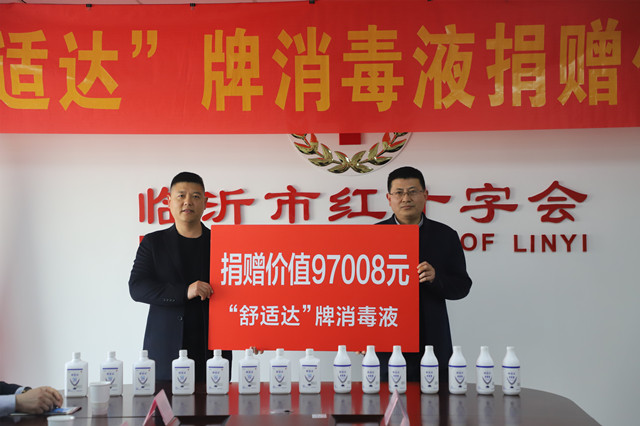 适达”牌消毒液捐赠
临沂市红十字会
OF LINYI
捐赠价值97008元
“舒适达”牌消毒液